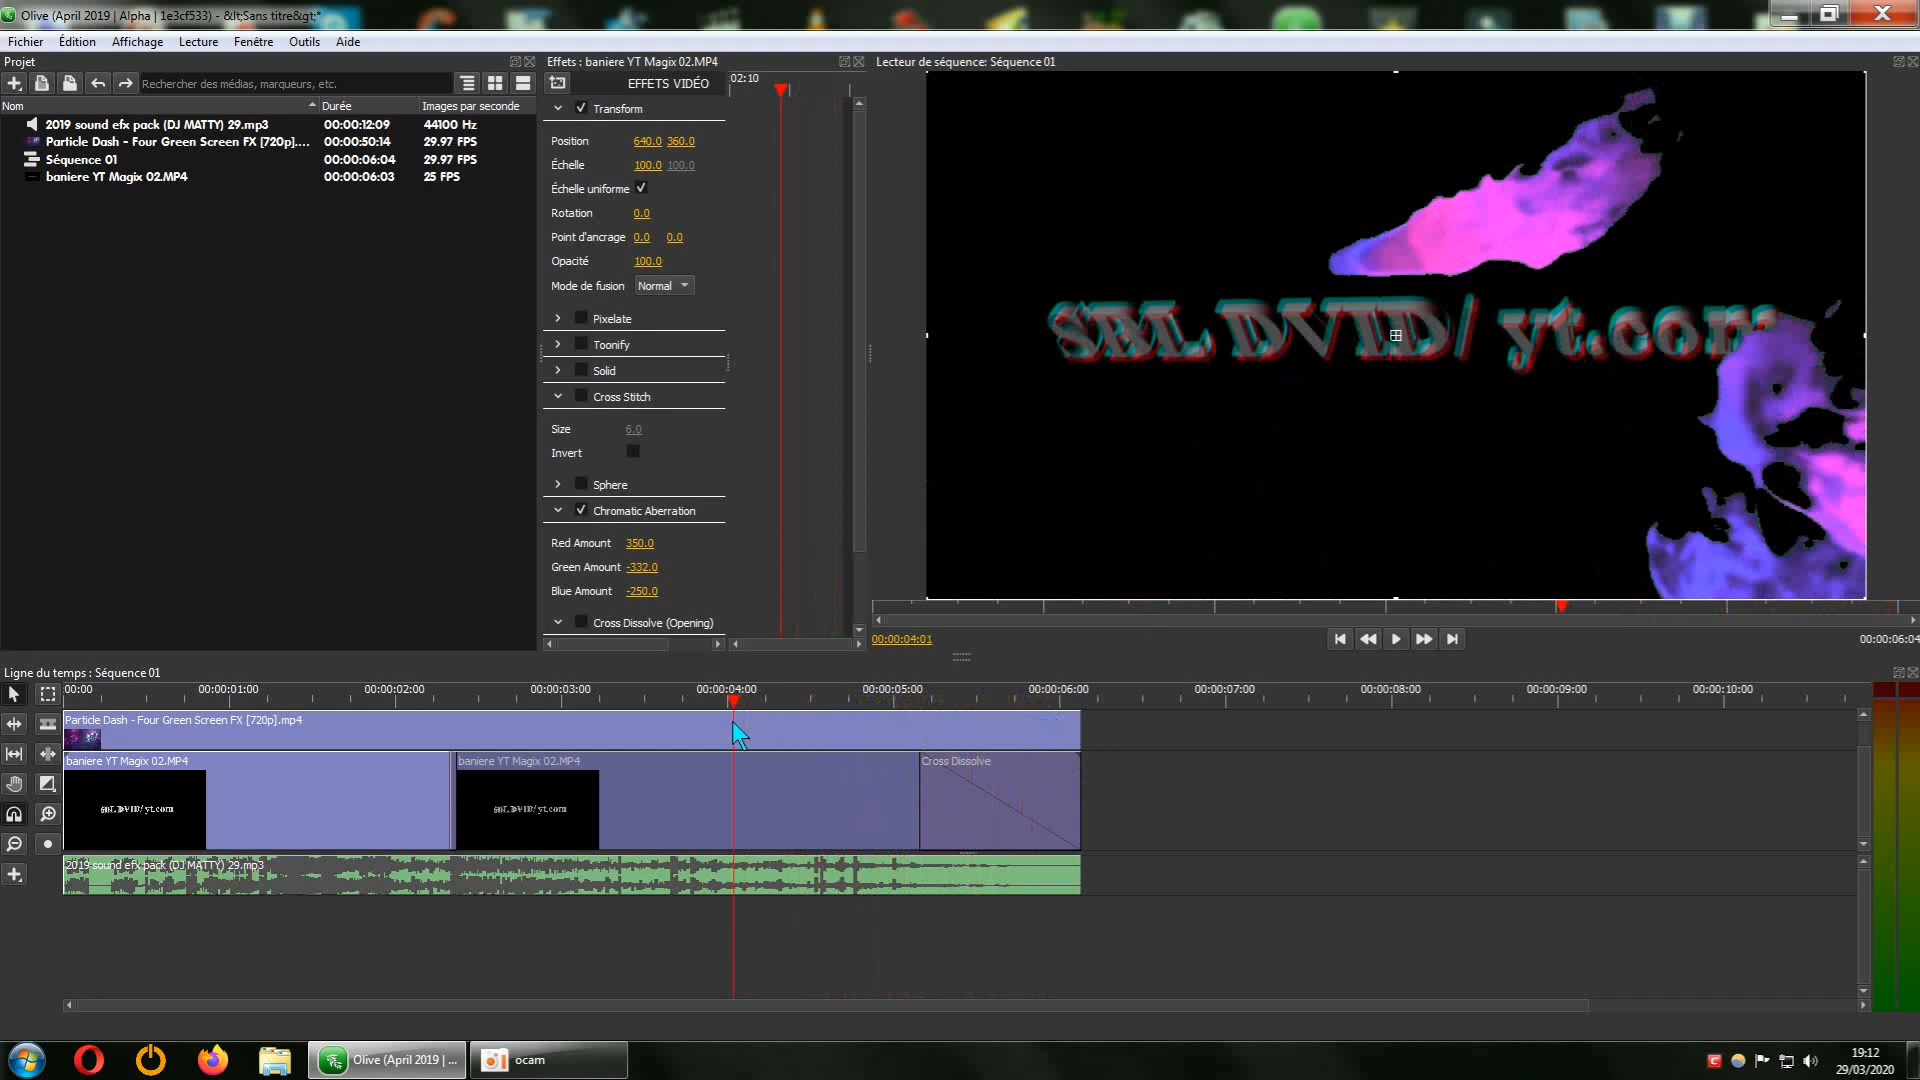 Olive (April 2019 | Alpha | 1e3cf533) - &lt;Sans titre&gt;*
Fichier Édition Affichage Lecture Fenêtre Outils Aide
Projet
Rechercher des médias, marqueurs, etc.
Nom Durée Images par seconde
2019 sound efx pack (DJ MATTY) 29.mp3 00:00:12:09 44100 Hz
Particle Dash - Four Green Screen FX [720p].... 00:00:50:14 29.97 FPS
Séquence 01 00:00:06:04 29.97 FPS
baniere YT Magix 02.MP4 00:00:06:03 25 FPS
Effets : baniere YT Magix 02.MP4
EFFETS VIDÉO
02:10
Transform
Position 640.0 360.0
Échelle 100.0 100.0
Échelle uniforme
Rotation 0.0
Point d'ancrage 0.0 0.0
Opacité 100.0
Mode de fusion Normal
Pixelate
Toonify
Solid
Cross Stitch
Size 6.0
Invert
Sphere
Chromatic Aberration
Red Amount 350.0
Green Amount -332.0
Blue Amount -250.0
Cross Dissolve (Opening)
Lecteur de séquence: Séquence 01
SBL DVID/ yt.com
00:00:04:01
00:00:06:04
Ligne du temps : Séquence 01
00:00 00:00:01:00 00:00:02:00 00:00:03:00 00:00:04:00 00:00:05:00 00:00:06:00 00:00:07:00 00:00:08:00 00:00:09:00 00:00:10:00
Particle Dash - Four Green Screen FX [720p].mp4
baniere YT Magix 02.MP4 baniere YT Magix 02.MP4 Cross Dissolve
SBL DVID/ yt.com SBL DVID/ yt.com
2019 sound efx pack (DJ MATTY) 29.mp3
Olive (April 2019 | ...
ocam
19:12
29/03/2020